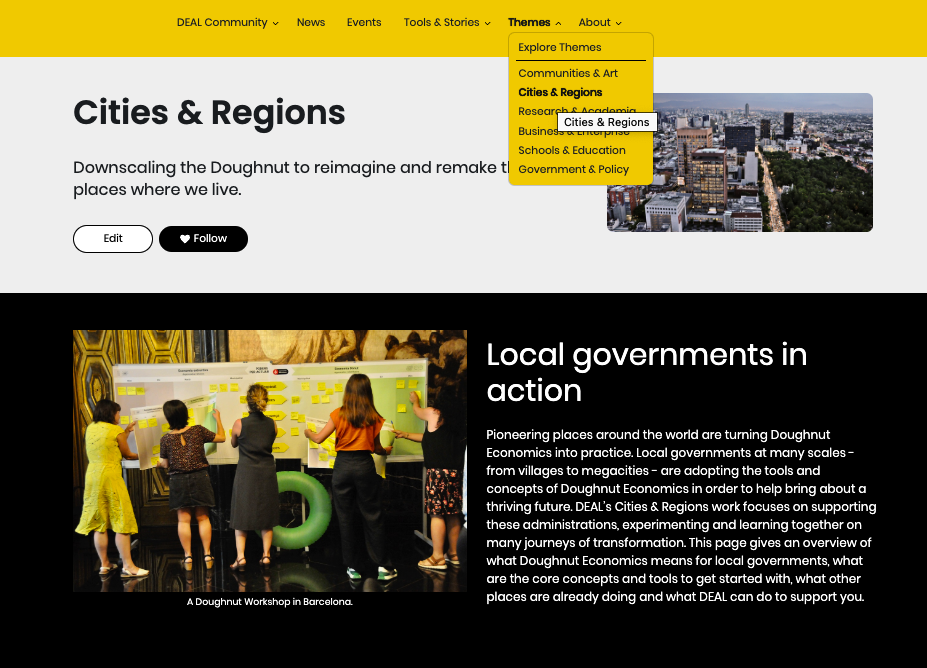 DEAL Community
News
Events
Tools & Stories
Themes
About
Explore Themes
Communities & Art
Cities & Regions
Research & Academia
Business & Enterprise
Schools & Education
Government & Policy
Cities & Regions
Cities & Regions
Downscaling the Doughnut to reimagine and remake
places where we live.
Edit
Follow
Local governments in
action
Pioneering places around the world are turning Doughnut
Economics into practice. Local governments at many scales -
from villages to megacities - are adopting the tools and
concepts of Doughnut Economics in order to help bring about a
thriving future. DEAL's Cities & Regions work focuses on supporting
these administrations, experimenting and learning together on
many journeys of transformation. This page gives an overview of
what Doughnut Economics means for local governments, what
are the core concepts and tools to get started with, what other
places are already doing and what DEAL can do to support you.
A Doughnut Workshop in Barcelona.